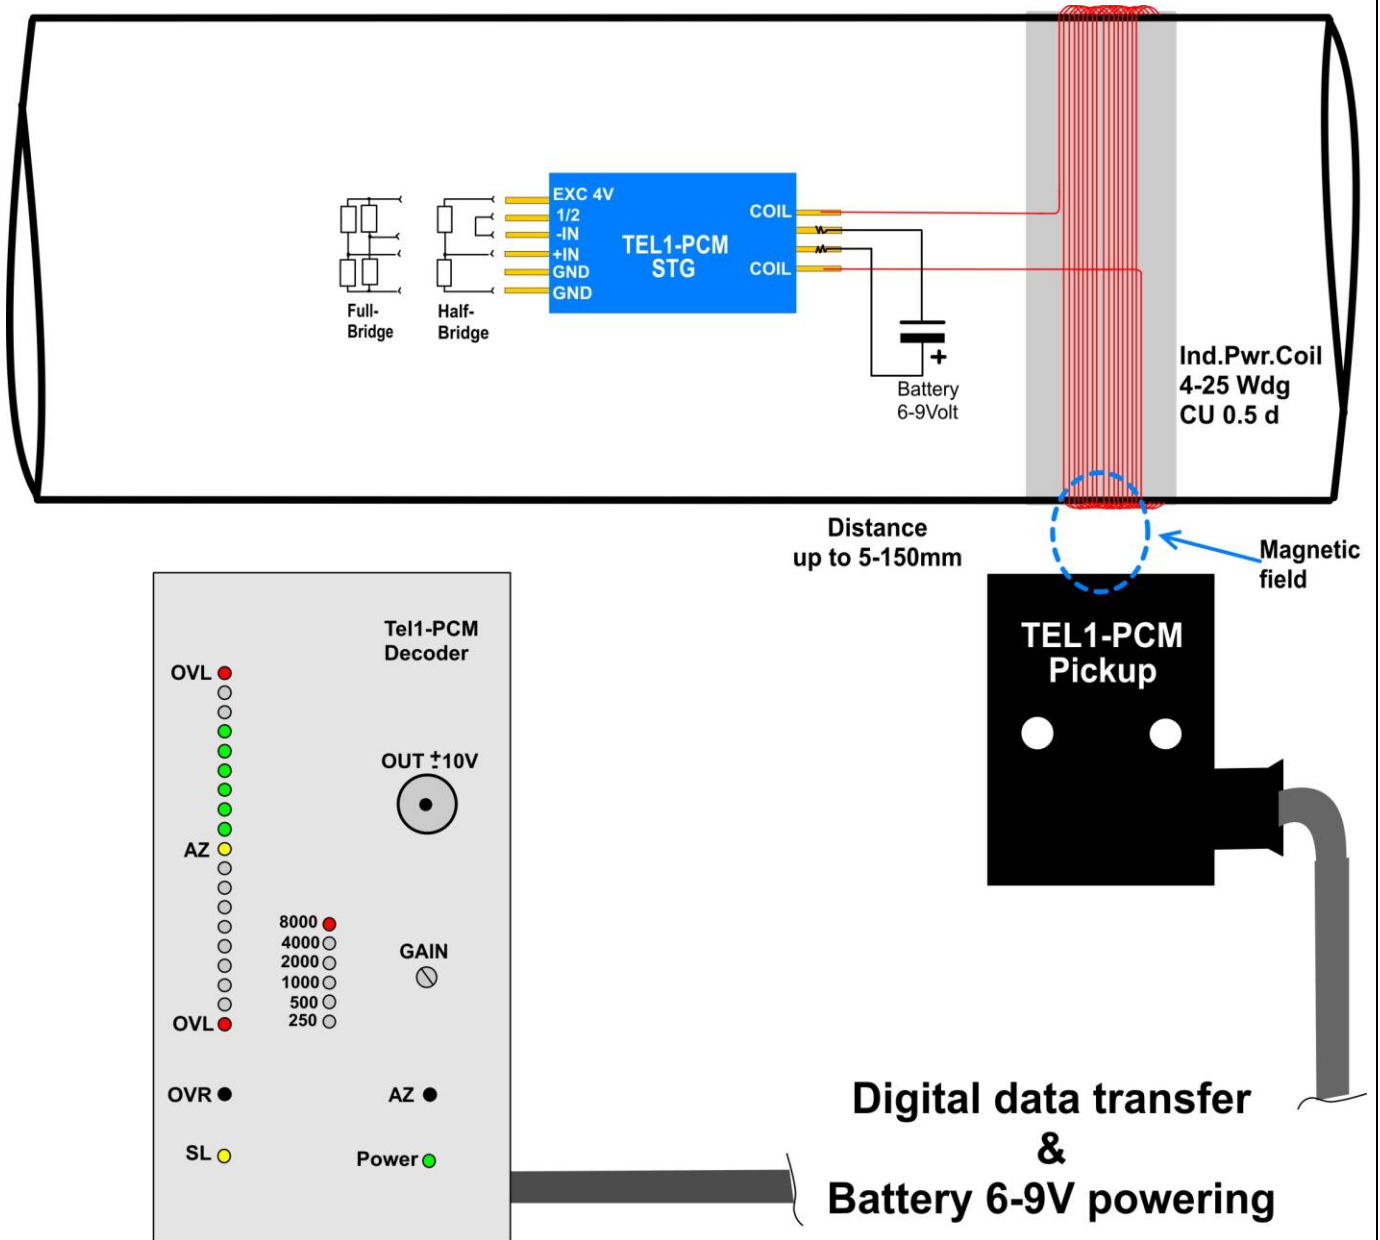 EXC 4V
1/2
-IN
+IN
GND
GND
TEL1-PCM
STG
COIL
COIL
Full-
Bridge
Half-
Bridge
+
Battery
6-9Volt
Ind.Pwr.Coil
4-25 Wdg
CU 0.5 d
Distance
up to 5-150mm
Magnetic
field
TEL1-PCM
Pickup
Tel1-PCM
Decoder
OVL
OUT ±10V
AZ
8000
4000
2000
1000
500
250
GAIN
OVL
OVR
AZ
SL
Power
Digital data transfer
&
Battery 6-9V powering